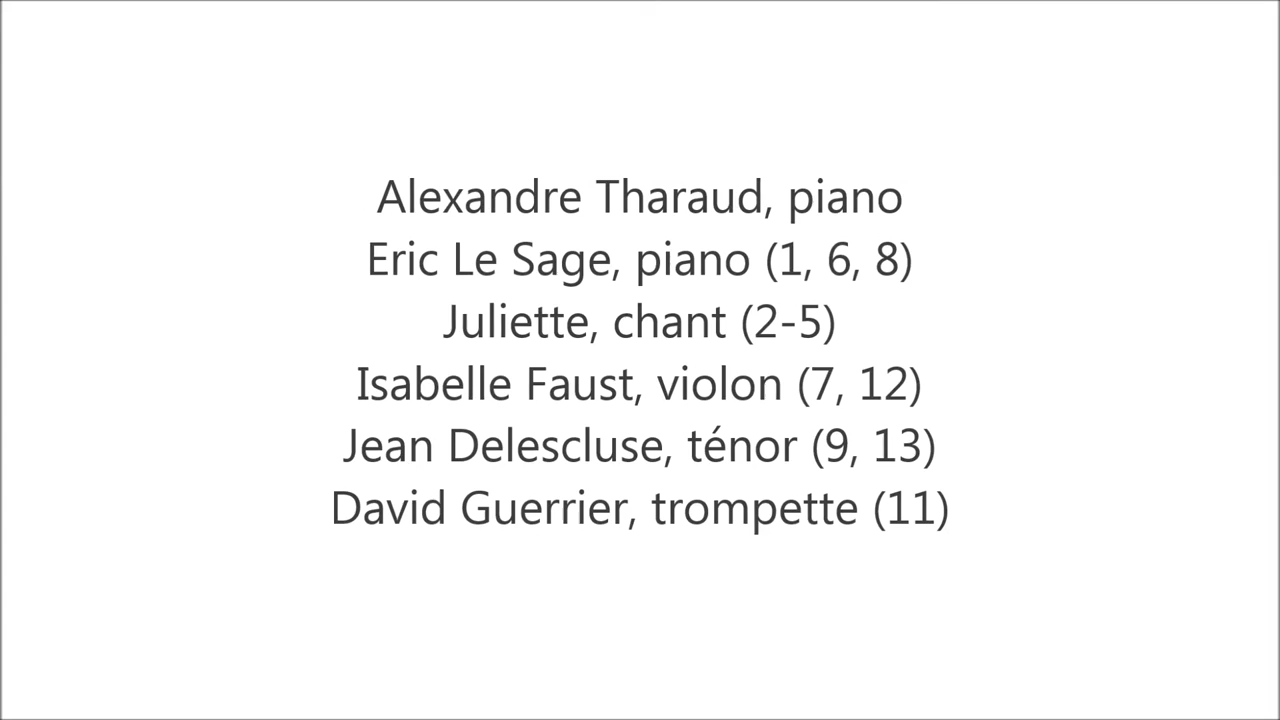 Alexandre Tharaud, piano
Eric Le Sage, piano (1, 6, 8)
Juliette, chant (2-5)
Isabelle Faust, violon (7, 12)
Jean Delescluse, ténor (9, 13)
David Guerrier, trompette (11)